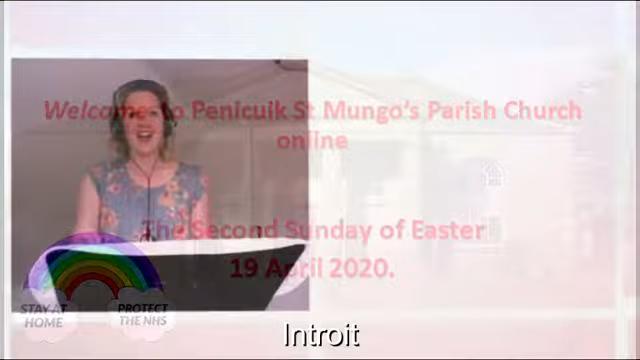 Welcome to Penicuik St Mungo's Parish Church
online
The Second Sunday of Easter
19 April 2020.
STAY AT
HOME
PROTECT
THE NHS
Introit